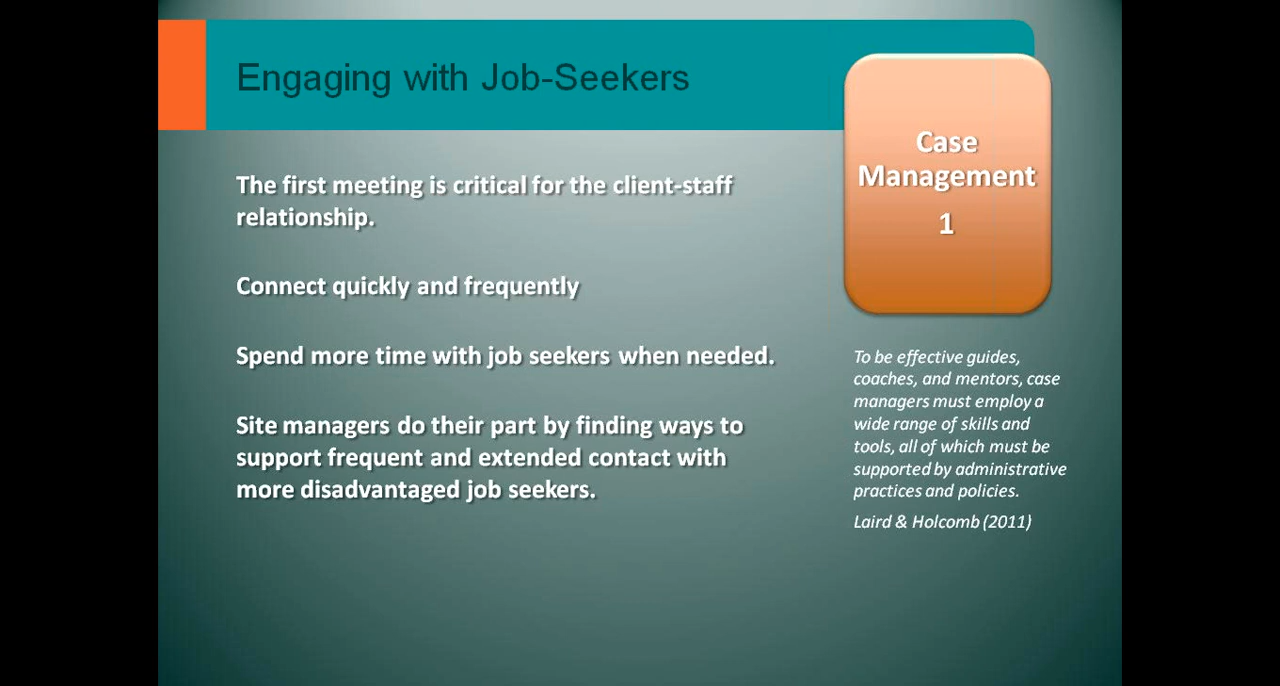 Engaging with Job-Seekers
Case
Management
1
The first meeting is critical for the client-staff
relationship.
Connect quickly and frequently
Spend more time with job seekers when needed.
Site managers do their part by finding ways to
support frequent and extended contact with
more disadvantaged job seekers.
To be effective guides,
coaches, and mentors, case
managers must employ a
wide range of skills and
tools, all of which must be
supported by administrative
practices and policies.
Laird & Holcomb (2011)